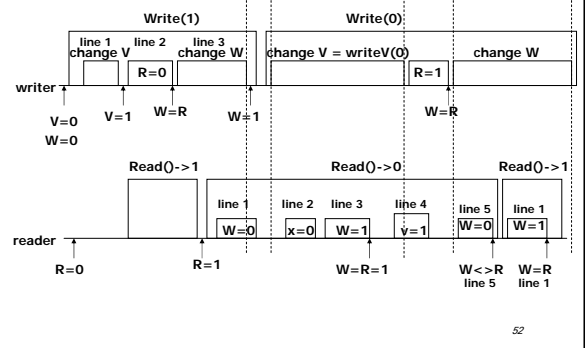 Write(1) Write(0)
line 1 line 2 line 3
change V change W change V = writeV(0) change W
R=0 R=1
writer
V=0 V=1 W=R W=1 W=R
W=0
Read()->1 Read()->0 Read()->1
line 1 line 2 line 3 line 4 line 5 line 1
W=0 x=0 W=1 v=1 W=0 W=1
reader
R=0 R=1 W=R=1 W<>R W=R
line 5 line 1
52